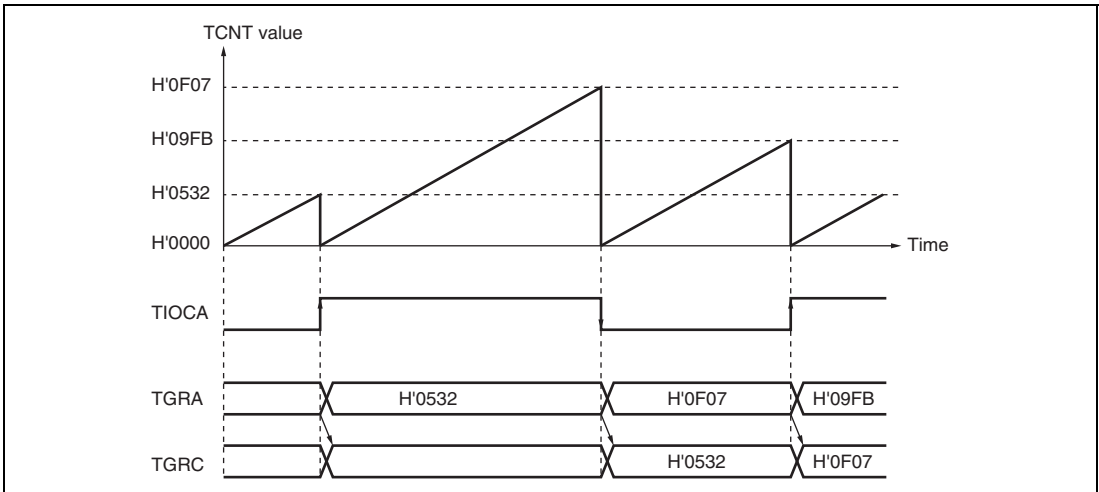 TCNT value
H'0F07
H'09FB
H'0532
H'0000
Time
TIOCA
TGRA
H'0532
H'0F07
H'09FB
TGRC
H'0532
H'0F07